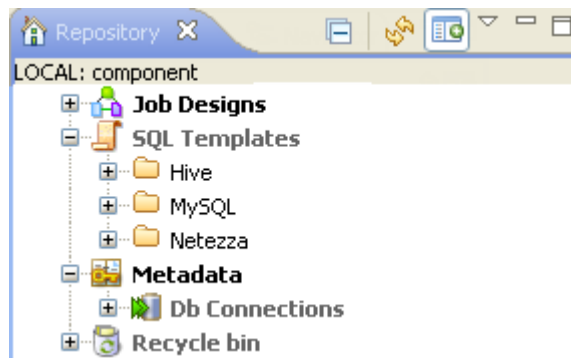 Repository
LOCAL: component
Job Designs
SQL Templates
Hive
MySQL
Netezza
Metadata
Db Connections
Recycle bin